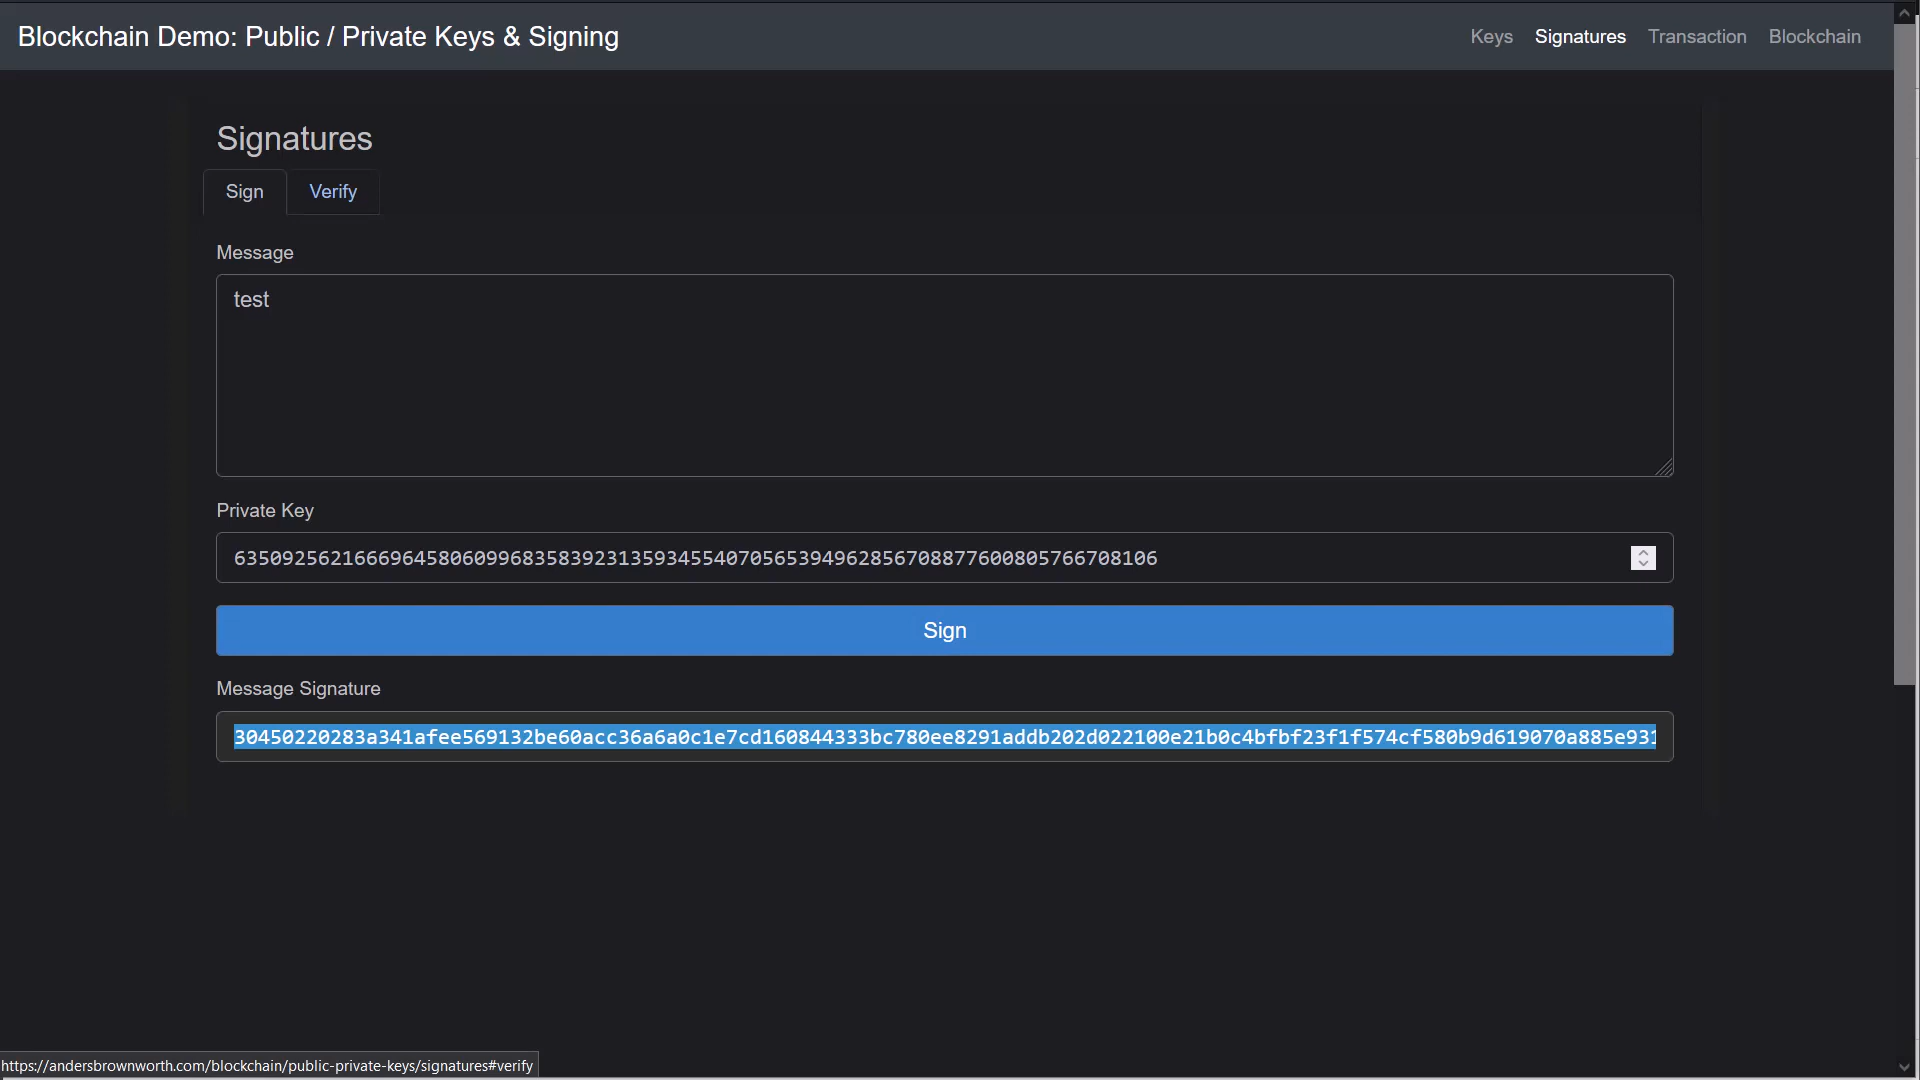 Blockchain Demo: Public / Private Keys & Signing
Keys Signatures Transaction Blockchain
Signatures
Sign Verify
Message
test
Private Key
63509256216669645806099683583923135934554070565394962856708877600805766708106
Sign
Message Signature
30450220283a341afee569132be60acc36a6a0c1e7cd160844333bc780ee8291addb202d022100e21b0c4bfbf23f1f574cf580b9d619070a885e931
https://andersbrownworth.com/blockchain/public-private-keys/signatures#verify